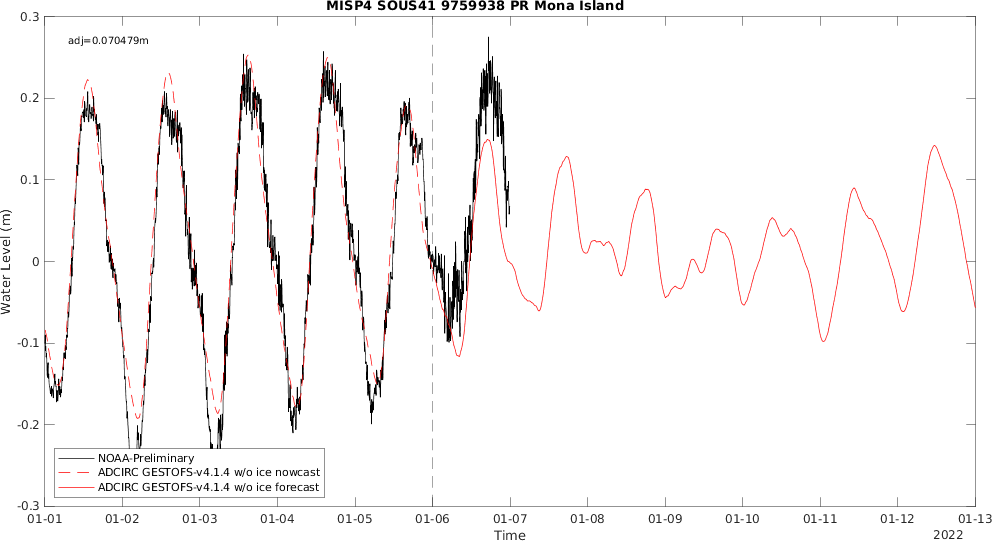 MISP4 SOUS41 9759938 PR Mona Island
adj=0.070479m
0.3
0.2
0.1
0
-0.1
-0.2
-0.3
Water Level (m)
NOAA-Preliminary
ADCIRC GESTOFS-v4.1.4 w/o ice nowcast
ADCIRC GESTOFS-v4.1.4 w/o ice forecast
01-01 01-02 01-03 01-04 01-05 01-06 01-07 01-08 01-09 01-10 01-11 01-12 01-13
Time
2022